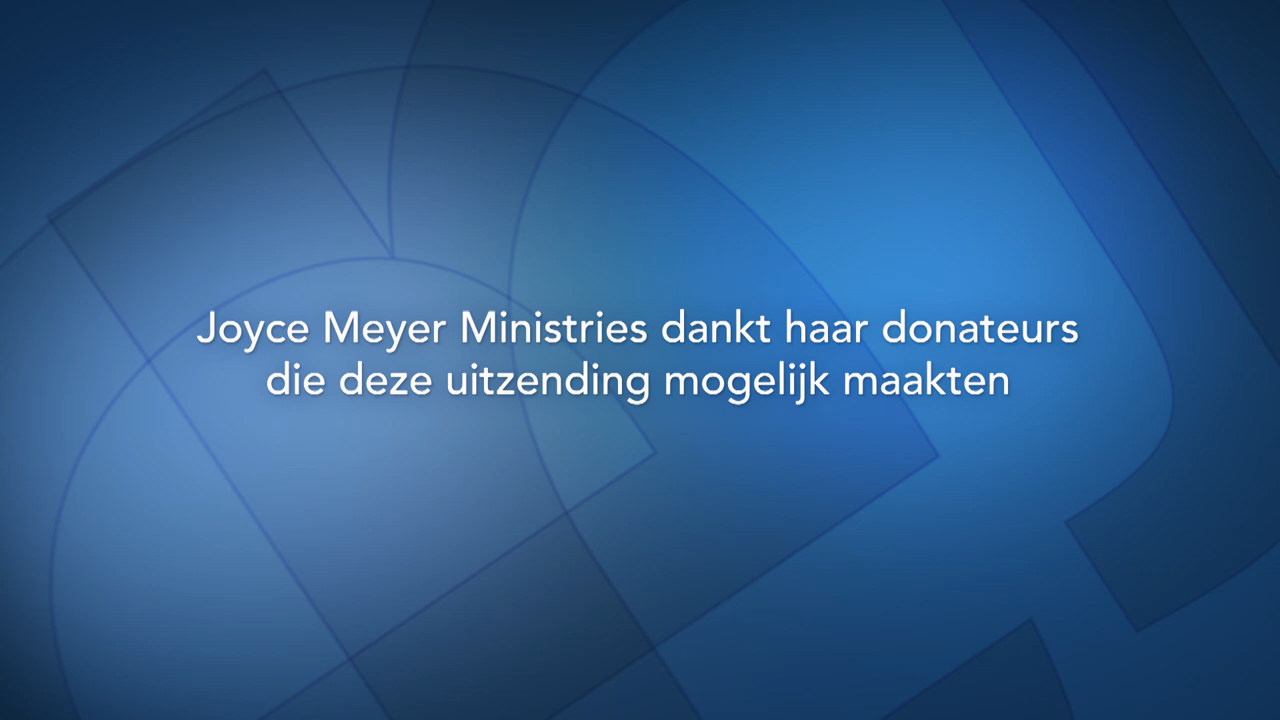 Joyce Meyer Ministries dankt haar donateurs
die deze uitzending mogelijk maakten